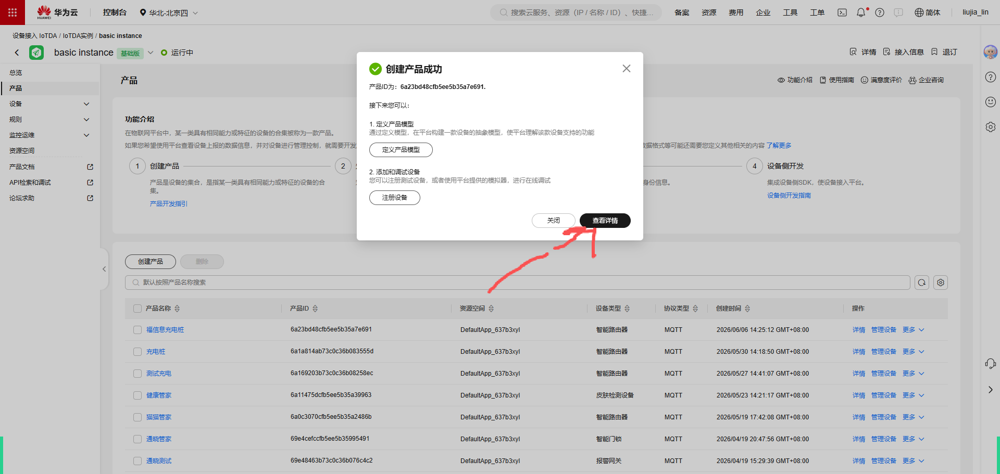 HUAWEI 华为云 控制台 华北-北京四 搜索云服务、资源（IP / 名称 / ID）、快捷... 备案 资源 费用 企业 工具 工单 简体 liujia_lin
设备接入 IoTDA / IoTDA实例 / basic instance
basic instance 基础版 运行中 详情 接入信息 退订
总览
产品
设备
规则
监控运维
资源空间
产品文档
API检索和调试
论坛求助
产品 功能介绍 使用指南 满意度评价 企业咨询
功能介绍
在物联网平台中，某一类具有相同能力或特征的设备的合集被称为一款产品。
如果您希望使用平台查看设备上报的数据信息，并对设备进行管理控制，就需要开发 数据格式等可能还需要您定义其他相关的内容 了解更多
1 创建产品 2 4 设备侧开发
产品是设备的集合，是指某一类具有相同能力或特征的设备的合集。 身份信息。 集成设备侧SDK，使设备接入平台。
产品开发指引 设备侧开发指南
创建产品成功
产品ID为：6a23bd48cfb5ee5b35a7e691.
接下来您可以：
1. 定义产品模型
通过定义模型，在平台构建一款设备的抽象模型，使平台理解该款设备支持的功能
定义产品模型
2. 添加和调试设备
您可以注册测试设备，或者使用平台提供的模拟器，进行在线调试
注册设备
关闭 查看详情
创建产品 删除
默认按照产品名称搜索
产品名称 产品ID 资源空间 设备类型 协议类型 创建时间 操作
福信息充电桩 6a23bd48cfb5ee5b35a7e691 DefaultApp_637b3xyl 智能路由器 MQTT 2026/06/06 14:25:12 GMT+08:00 详情 管理设备 更多
充电桩 6a1a814ab73c0c36b083555d DefaultApp_637b3xyl 智能路由器 MQTT 2026/05/30 14:18:50 GMT+08:00 详情 管理设备 更多
测试充电 6a169203b73c0c36b08258ec DefaultApp_637b3xyl 智能路由器 MQTT 2026/05/27 14:41:07 GMT+08:00 详情 管理设备 更多
健康管家 6a11475dcfb5ee5b35a39963 DefaultApp_637b3xyl 皮肤检测设备 MQTT 2026/05/23 14:21:17 GMT+08:00 详情 管理设备 更多
猫猫管家 6a0c3070cfb5ee5b35a2486b DefaultApp_637b3xyl 智能路由器 MQTT 2026/05/19 17:42:08 GMT+08:00 详情 管理设备 更多
通晓管家 69e4cefccfb5ee5b35995491 DefaultApp_637b3xyl 智能门锁 MQTT 2026/04/19 20:47:56 GMT+08:00 详情 管理设备 更多
通晓测试 69e48463b73c0c36b076c4c2 DefaultApp_637b3xyl 报警网关 MQTT 2026/04/19 15:29:39 GMT+08:00 详情 管理设备 更多